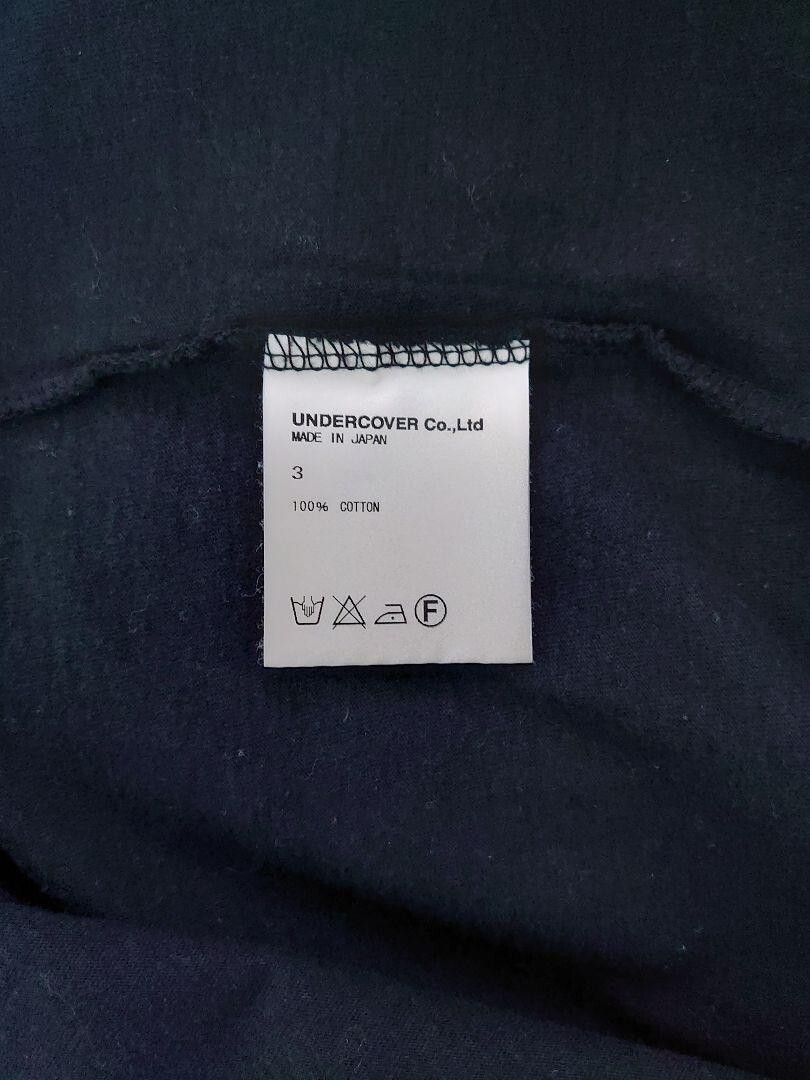 UNDERCOVER Co.,Ltd
MADE IN JAPAN
3
100% COTTON
F